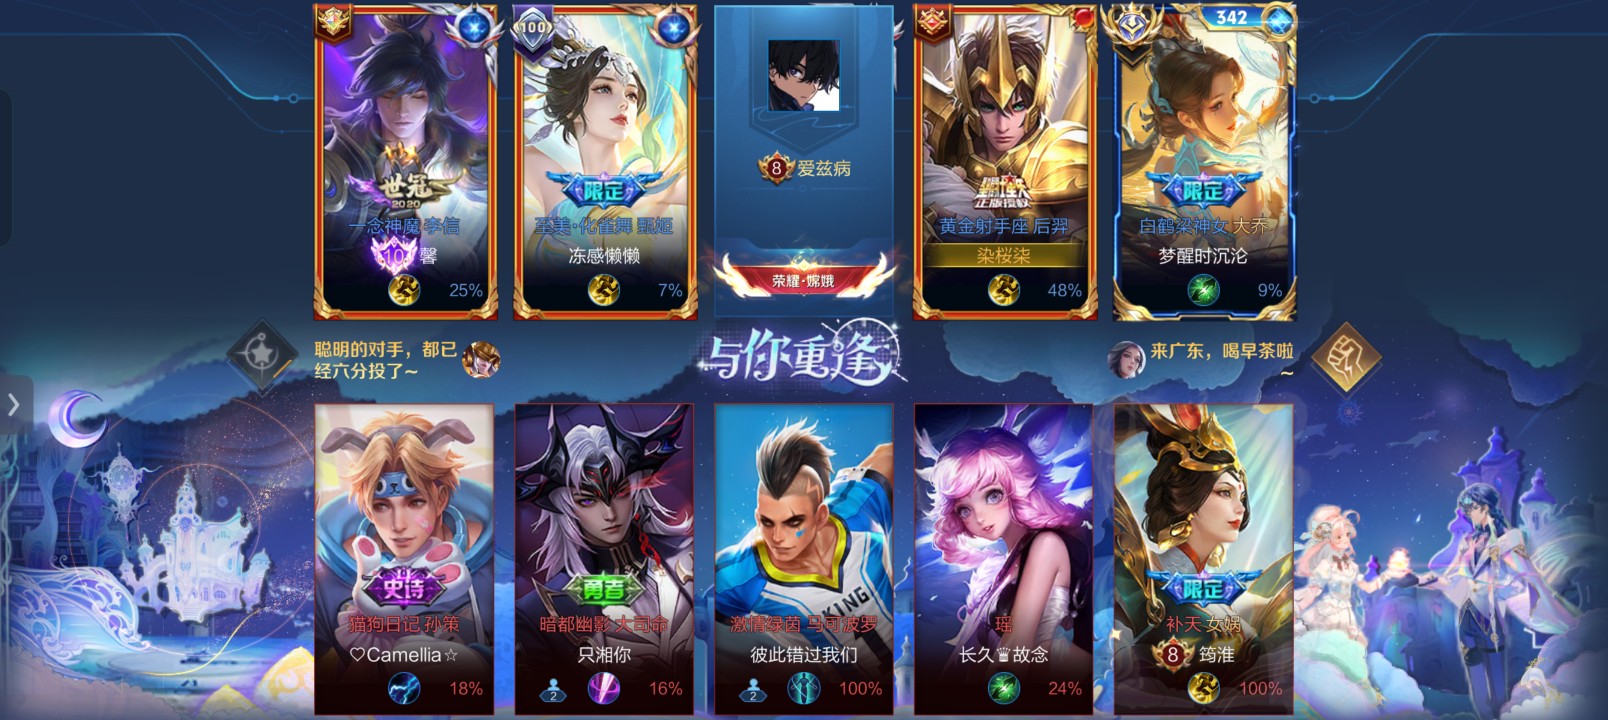 100
342
世冠
2020
限定
正版授权
限定
8 爱兹病
一念神魔 李信
至美·化雀舞 甄姬
黄金射手座 后羿
白鹤梁神女 大乔
10 馨
冻感懒懒
染桜柒
梦醒时沉沦
荣耀·嫦娥
25%
7%
48%
9%
聪明的对手，都已
经六分投了~
与你重逢
来广东，喝早茶啦
~
KING
史诗
勇者
限定
猫狗日记 孙策
暗都幽影 大司命
激情绿茵 马可波罗
瑶
补天 女娲
♡Camellia☆
只湘你
彼此错过我们
长久♛故念
8 筠淮
18%
2
16%
2
100%
24%
100%